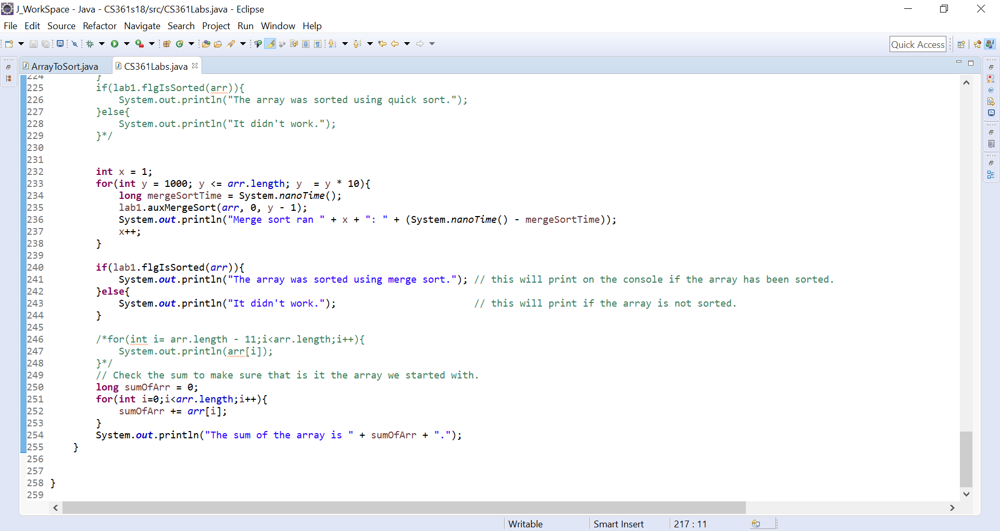 J_WorkSpace - Java - CS361s18/src/CS361Labs.java - Eclipse
File Edit Source Refactor Navigate Search Project Run Window Help
Quick Access
ArrayToSort.java CS361Labs.java
224 }
225 if(lab1.flgIsSorted(arr)){
226 System.out.println("The array was sorted using quick sort.");
227 }else{
228 System.out.println("It didn't work.");
229 }*/
230
231
232 int x = 1;
233 for(int y = 1000; y <= arr.length; y  = y * 10){
234 long mergeSortTime = System.nanoTime();
235 lab1.auxMergeSort(arr, 0, y - 1);
236 System.out.println("Merge sort ran " + x + ": " + (System.nanoTime() - mergeSortTime));
237 x++;
238 }
239
240 if(lab1.flgIsSorted(arr)){
241 System.out.println("The array was sorted using merge sort."); // this will print on the console if the array has been sorted.
242 }else{
243 System.out.println("It didn't work."); // this will print if the array is not sorted.
244 }
245
246 /*for(int i= arr.length - 11;i<arr.length;i++){
247 System.out.println(arr[i]);
248 }*/
249 // Check the sum to make sure that is it the array we started with.
250 long sumOfArr = 0;
251 for(int i=0;i<arr.length;i++){
252 sumOfArr += arr[i];
253 }
254 System.out.println("The sum of the array is " + sumOfArr + ".");
255 }
256
257
258 }
259
Writable Smart Insert 217 : 11